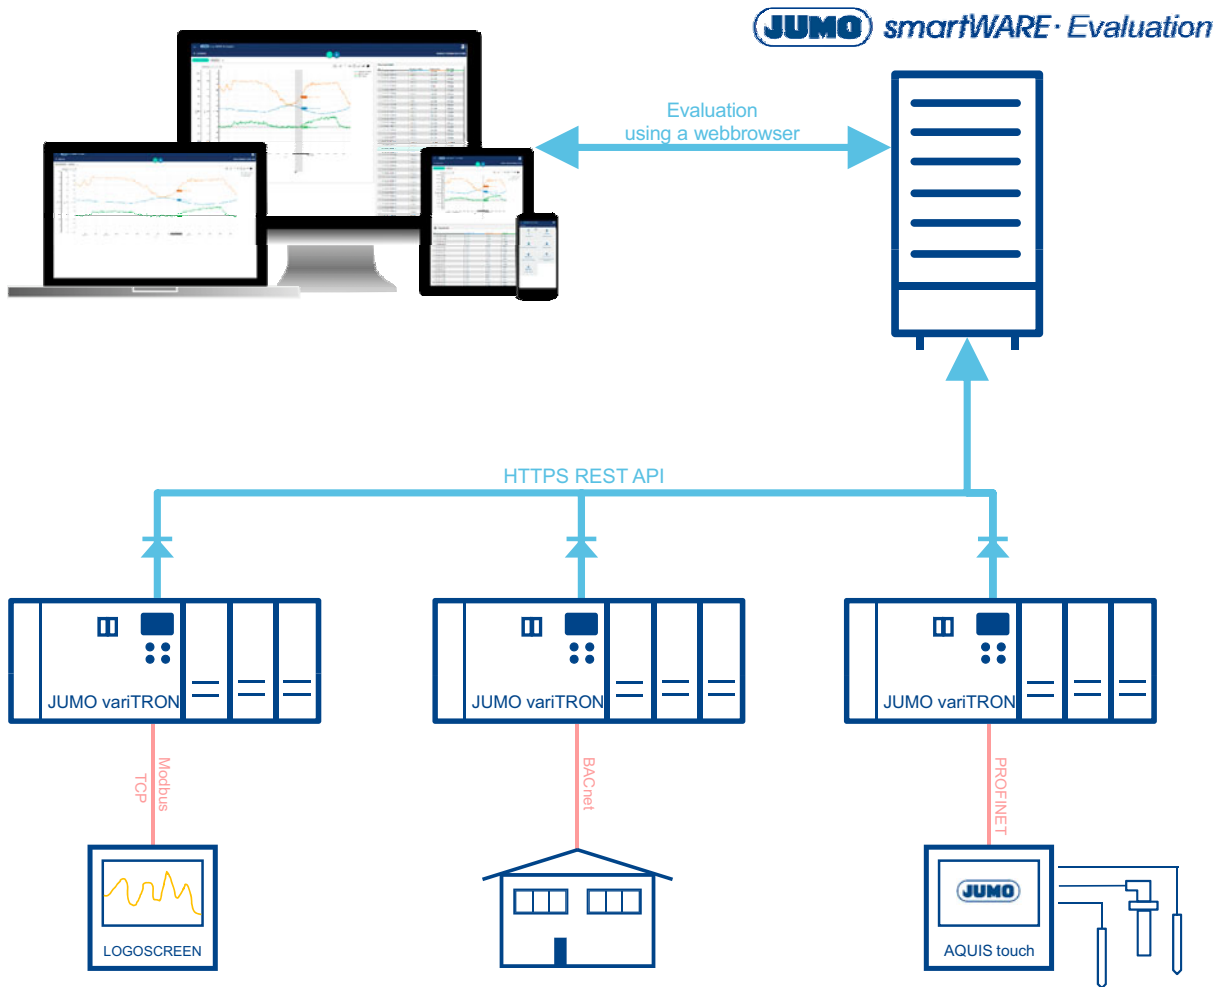 JUMO smartWARE · Evaluation
Evaluation
using a webbrowser
HTTPS REST API
JUMO variTRON
JUMO variTRON
JUMO variTRON
Modbus
TCP
BACnet
PROFINET
LOGOSCREEN
JUMO
AQUIS touch